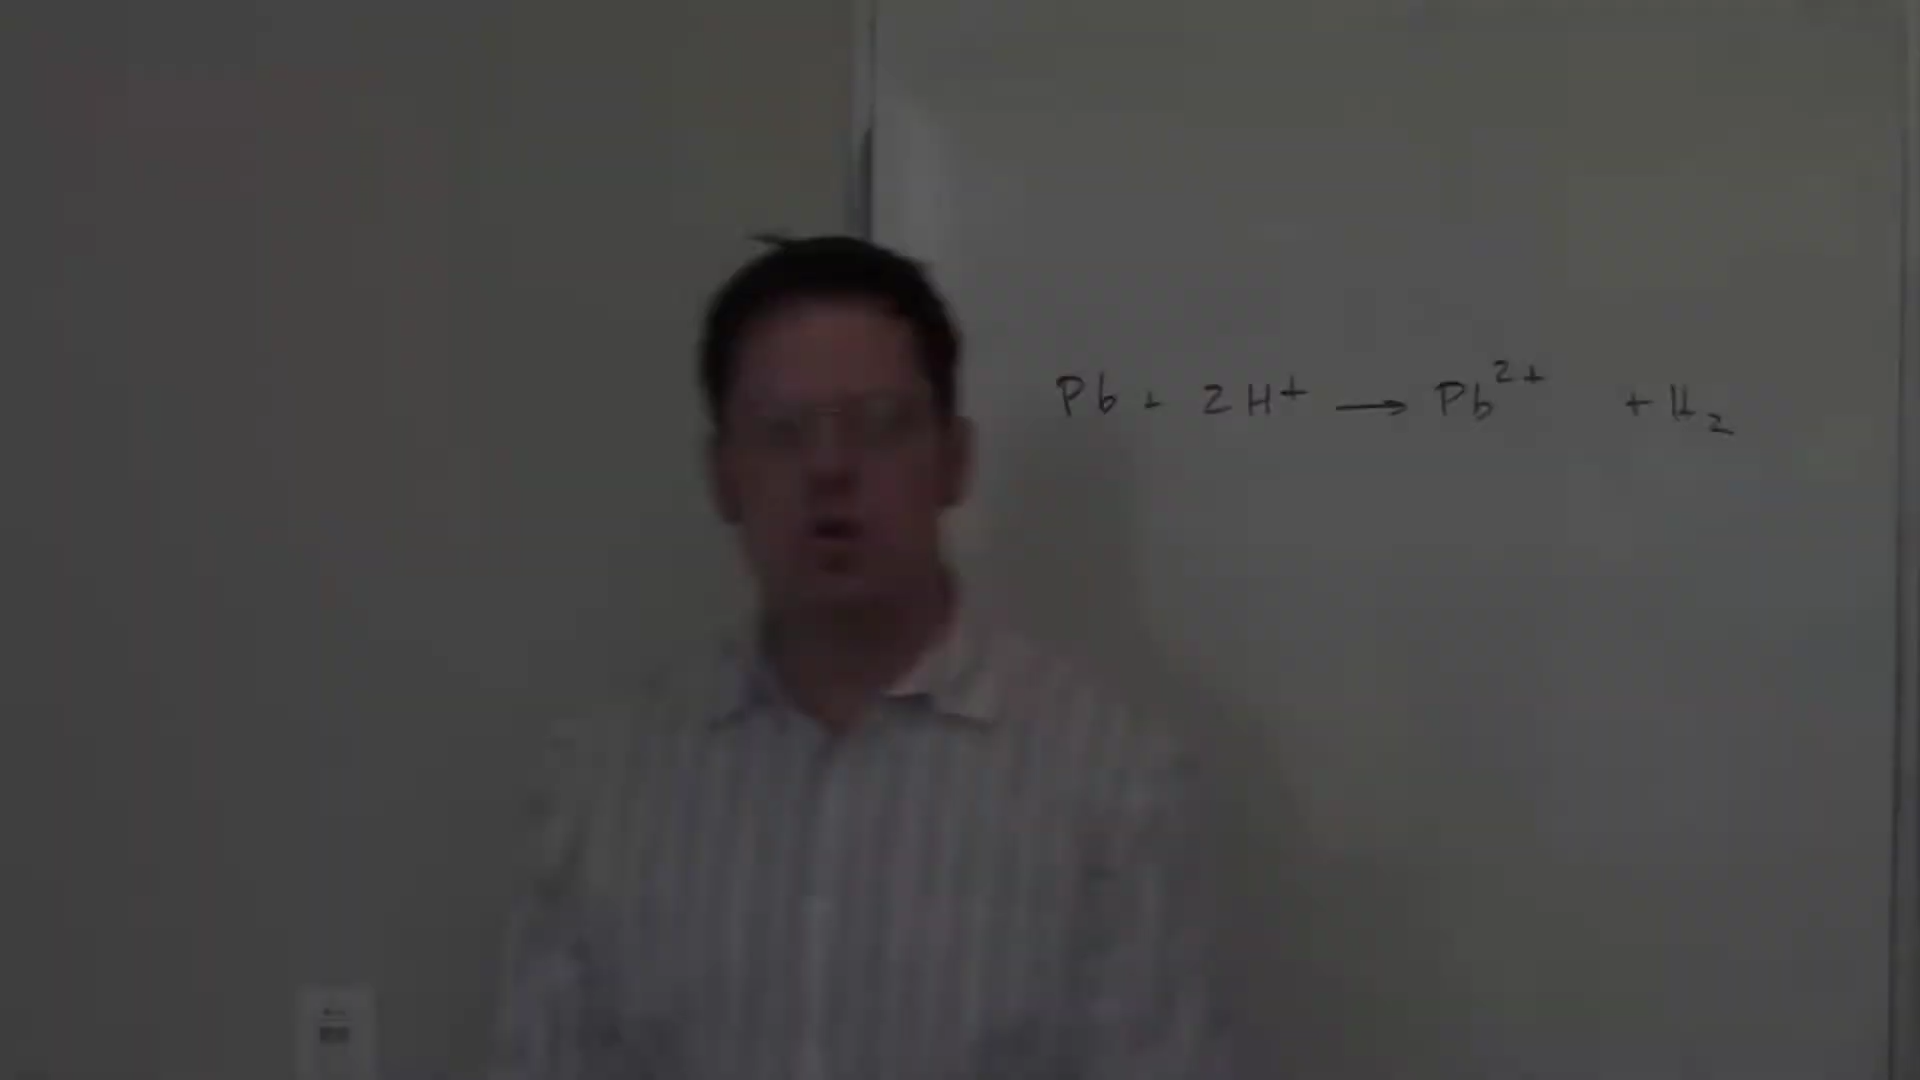 Pb + 2H⁺ → Pb²⁺ + H₂